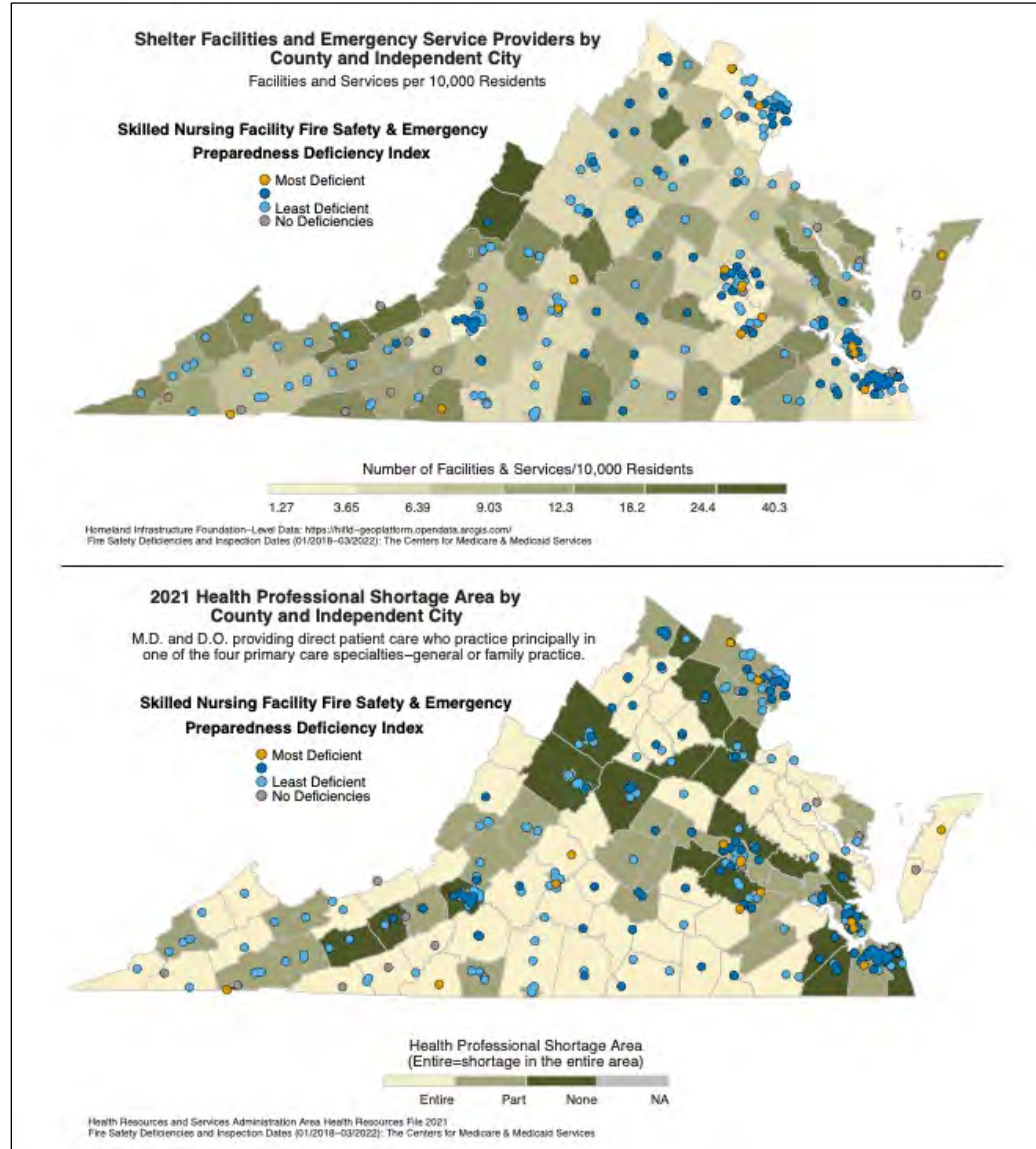 Shelter Facilities and Emergency Service Providers by
County and Independent City
Facilities and Services per 10,000 Residents
Skilled Nursing Facility Fire Safety & Emergency
Preparedness Deficiency Index
Most Deficient
Least Deficient
No Deficiencies
Number of Facilities & Services/10,000 Residents
1.27 3.65 6.39 9.03 12.3 18.2 24.4 40.3
Homeland Infrastructure Foundation–Level Data: https://hifld–geoplatform.opendata.arcgis.com/
Fire Safety Deficiencies and Inspection Dates (01/2018–03/2022): The Centers for Medicare & Medicaid Services
2021 Health Professional Shortage Area by
County and Independent City
M.D. and D.O. providing direct patient care who practice principally in
one of the four primary care specialties–general or family practice.
Skilled Nursing Facility Fire Safety & Emergency
Preparedness Deficiency Index
Most Deficient
Least Deficient
No Deficiencies
Health Professional Shortage Area
(Entire=shortage in the entire area)
Entire Part None NA
Health Resources and Services Administration Area Health Resources File 2021
Fire Safety Deficiencies and Inspection Dates (01/2018–03/2022): The Centers for Medicare & Medicaid Services